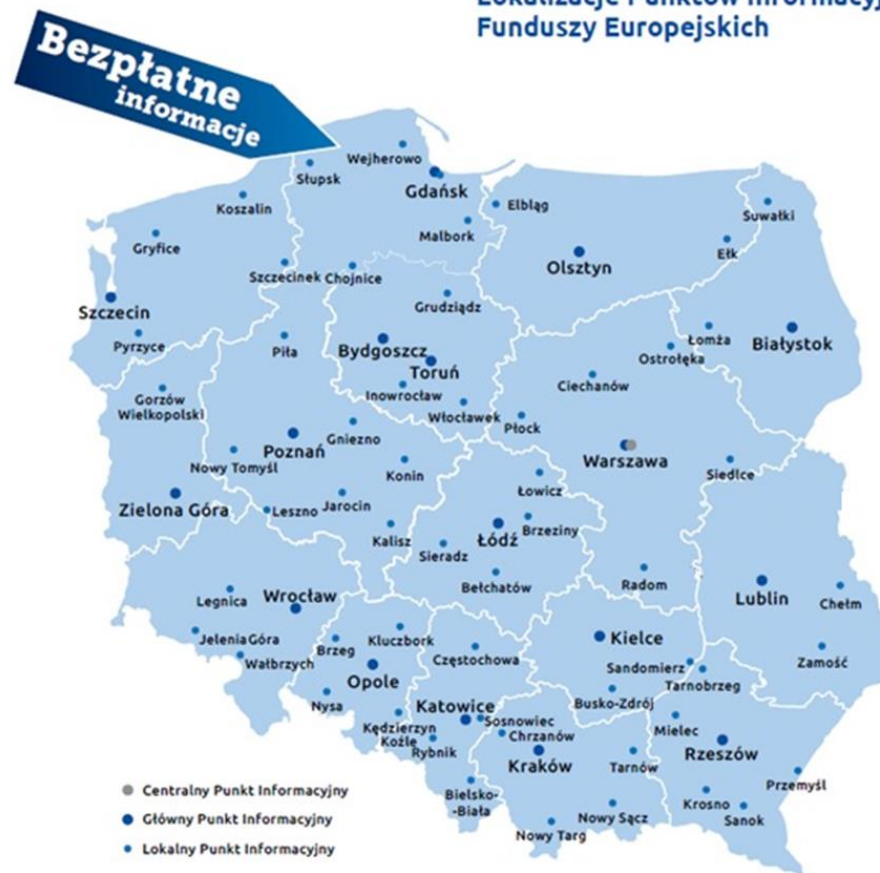 Lokalizacje Punktów Informacyj
Funduszy Europejskich
Bezpłatne
informacje
Wejherowo
Słupsk
Gdańsk
Koszalin
Elbląg
Suwałki
Malbork
Gryfice
Ełk
Olsztyn
Szczecinek
Chojnice
Grudziądz
Szczecin
Pyrzyce
Piła
Bydgoszcz
Łomża
Białystok
Ostrołęka
Toruń
Ciechanów
Inowrocław
Gorzów
Wielkopolski
Włocławek
Płock
Gniezno
Poznań
Nowy Tomyśl
Warszawa
Konin
Siedlce
Łowicz
Zielona Góra
Leszno
Jarocin
Brzeziny
Kalisz
Łódź
Sieradz
Bełchatów
Radom
Legnica
Wrocław
Lublin
Chełm
Jelenia Góra
Kluczbork
Kielce
Brzeg
Wałbrzych
Częstochowa
Sandomierz
Zamość
Opole
Tarnobrzeg
Nysa
Katowice
Busko-Zdrój
Sosnowiec
Kędzierzyn
Koźle
Chrzanów
Mielec
Rybnik
Kraków
Tarnów
Rzeszów
Przemyśl
Bielsko-
-Biała
Krosno
Nowy Sącz
Sanok
Nowy Targ
Centralny Punkt Informacyjny
Główny Punkt Informacyjny
Lokalny Punkt Informacyjny